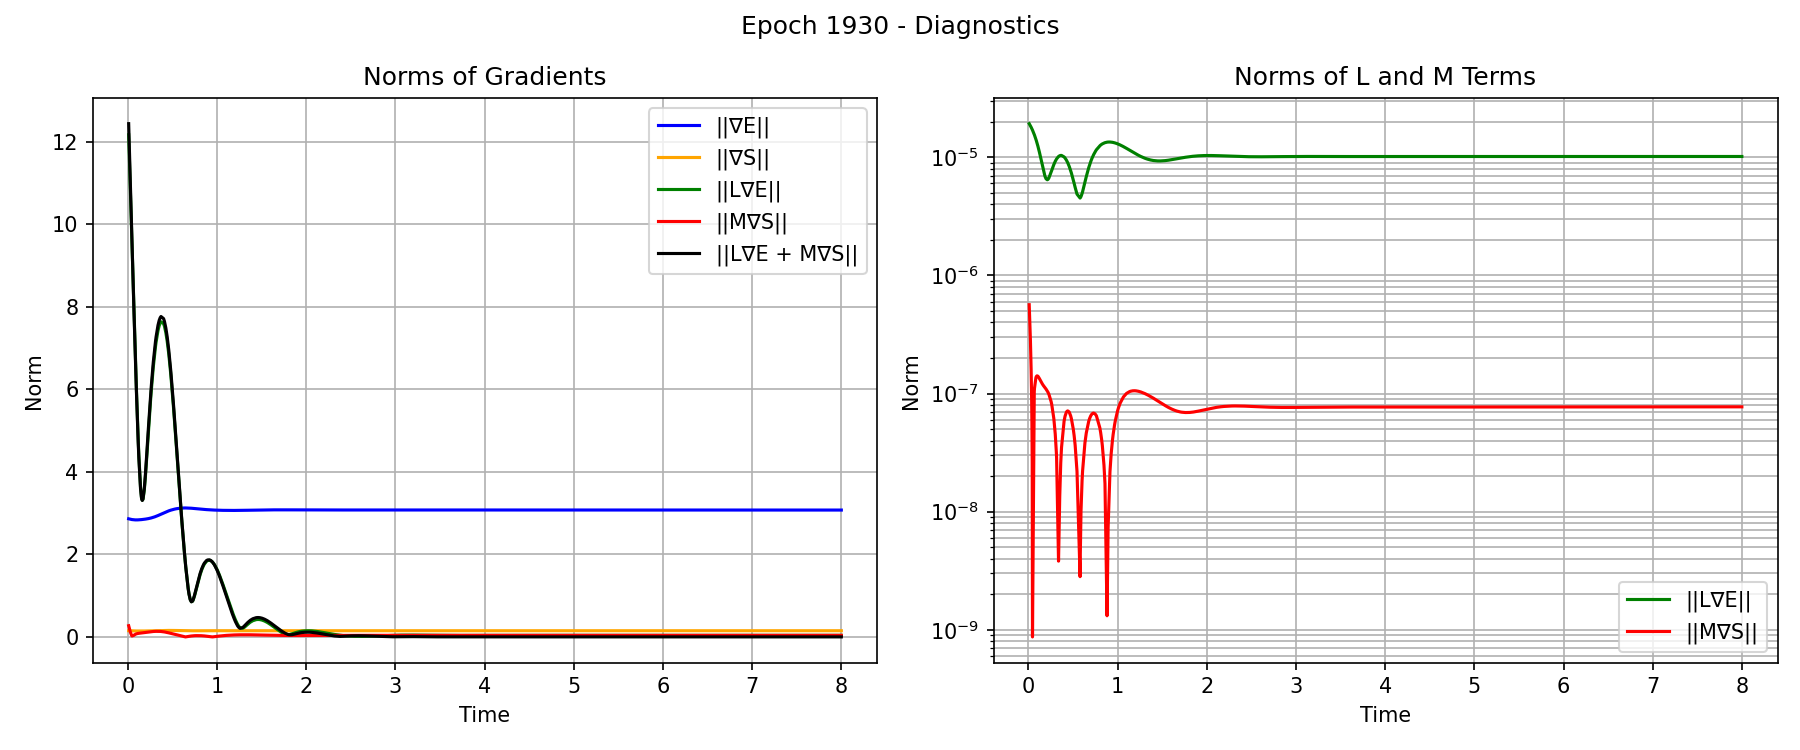 Epoch 1930 - Diagnostics
Norms of Gradients
12
10
8
6
4
2
0
Norm
||∇E||
||∇S||
||L∇E||
||M∇S||
||L∇E + M∇S||
0 1 2 3 4 5 6 7 8
Time
Norms of L and M Terms
10⁻⁵
10⁻⁶
10⁻⁷
10⁻⁸
10⁻⁹
Norm
||L∇E||
||M∇S||
0 1 2 3 4 5 6 7 8
Time